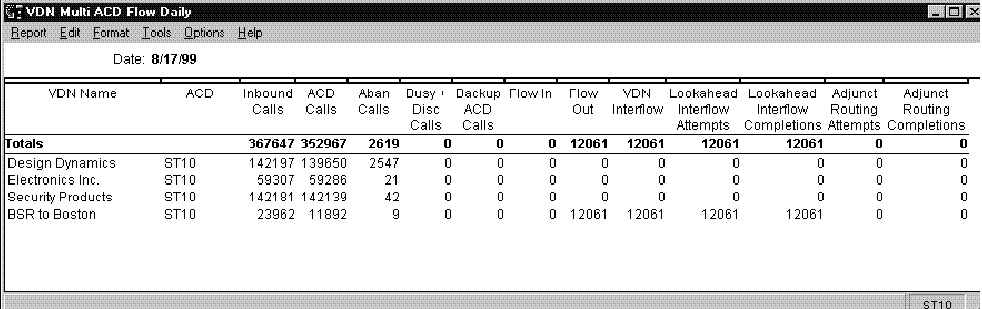 VDN Multi ACD Flow Daily
Report Edit Format Tools Options Help
Date: 8/17/99
VDN Name ACD Inbound Calls ACD Calls Aban Calls Busy Disc Calls Backup ACD Calls Flow In Flow Out VDN Interflow Lookahead Interflow Attempts Lookahead Interflow Completions Adjunct Routing Attempts Adjunct Routing Completions
Totals 367647 352967 2619 0 0 0 12061 12061 12061 12061 0 0
Design Dynamics ST10 142197 139650 2547 0 0 0 0 0 0 0 0 0
Electronics Inc. ST10 59307 59286 21 0 0 0 0 0 0 0 0 0
Security Products ST10 142181 142139 42 0 0 0 0 0 0 0 0 0
BSR to Boston ST10 23962 11892 9 0 0 0 12061 12061 12061 12061 0 0
ST10